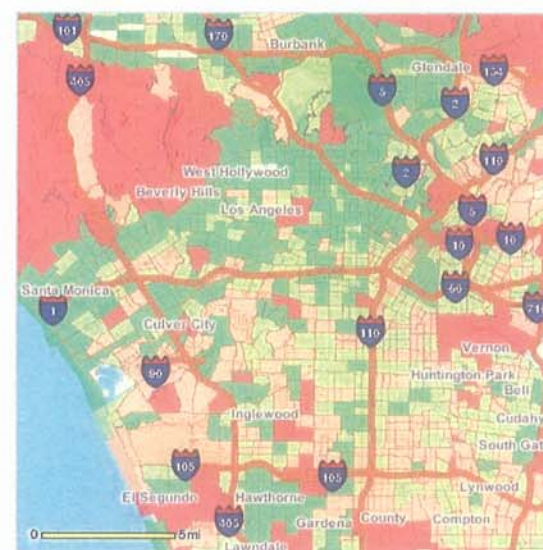 101
170
Burbank
405
Glendale
134
5
2
110
West Hollywood
2
Beverly Hills
Los Angeles
5
10
10
Santa Monica
60
1
710
Culver City
110
Vernon
90
Huntington Park
Bell
Inglewood
Cudahy
South Gat
105
105
El Segundo
Hawthorne
Lynwood
405
Gardena
County
Compton
0
5mi
Lawndale